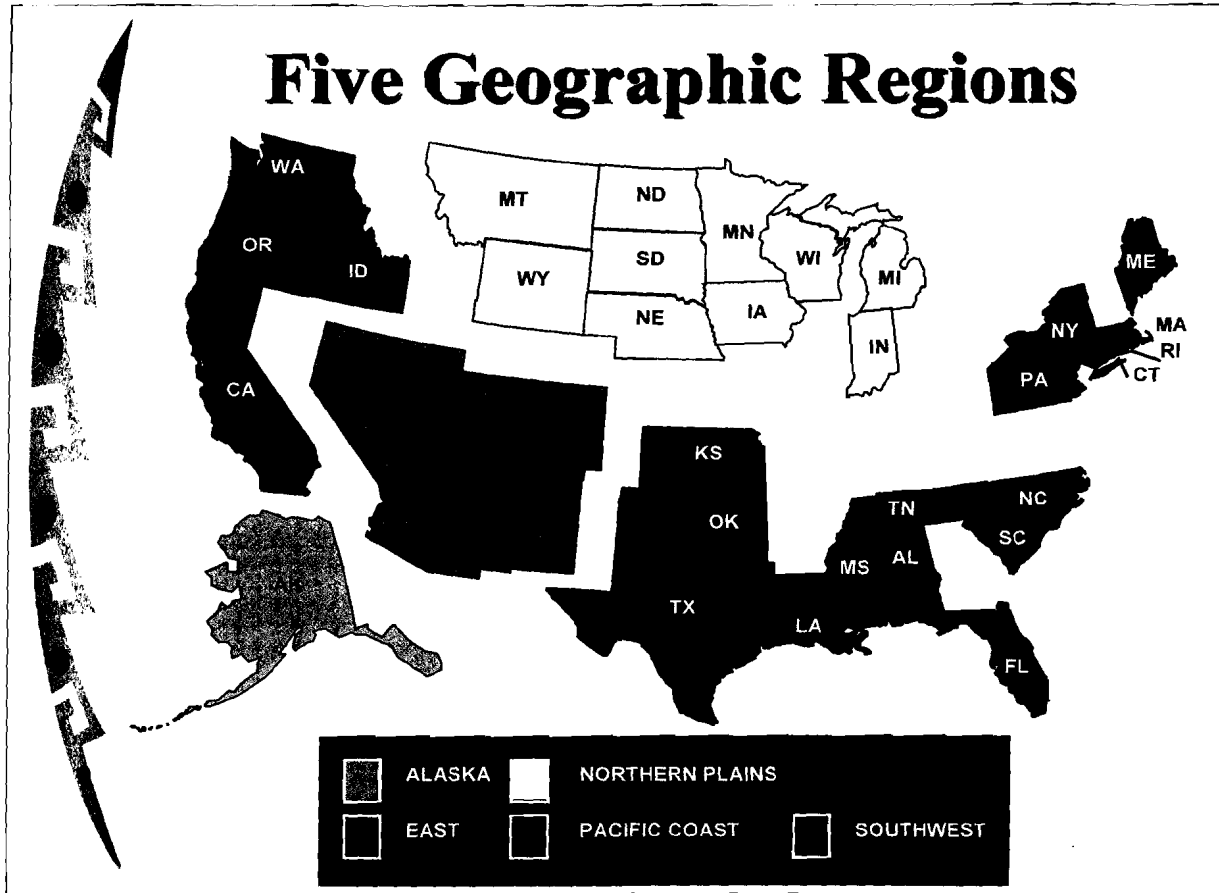 Five Geographic Regions
WA
OR
ID
CA
MT
ND
MN
SD
WY
NE
WI
MI
IA
IN
ME
NY
MA
RI
CT
PA
KS
OK
TX
TN
NC
SC
MS
AL
LA
FL
ALASKA
NORTHERN PLAINS
EAST
PACIFIC COAST
SOUTHWEST